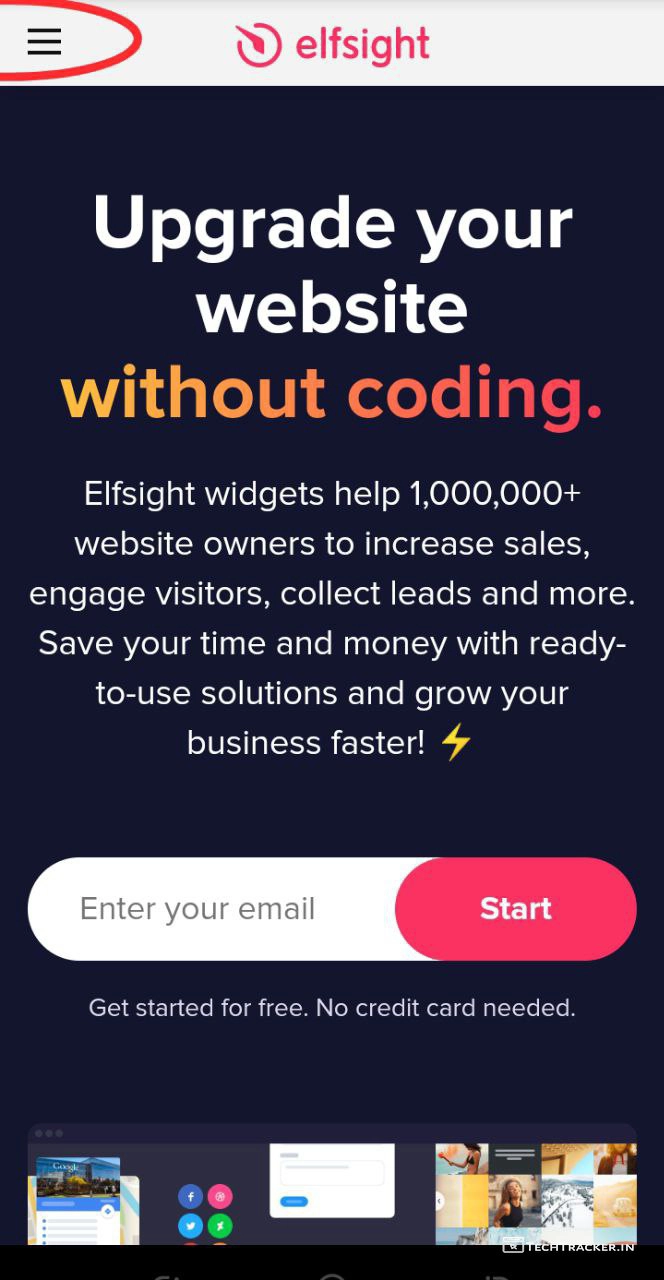 elfsight
Upgrade your
website
without coding.
Elfsight widgets help 1,000,000+
website owners to increase sales,
engage visitors, collect leads and more.
Save your time and money with ready-
to-use solutions and grow your
business faster! ⚡
Enter your email
Start
Get started for free. No credit card needed.
Google
TECHTRACKER.IN